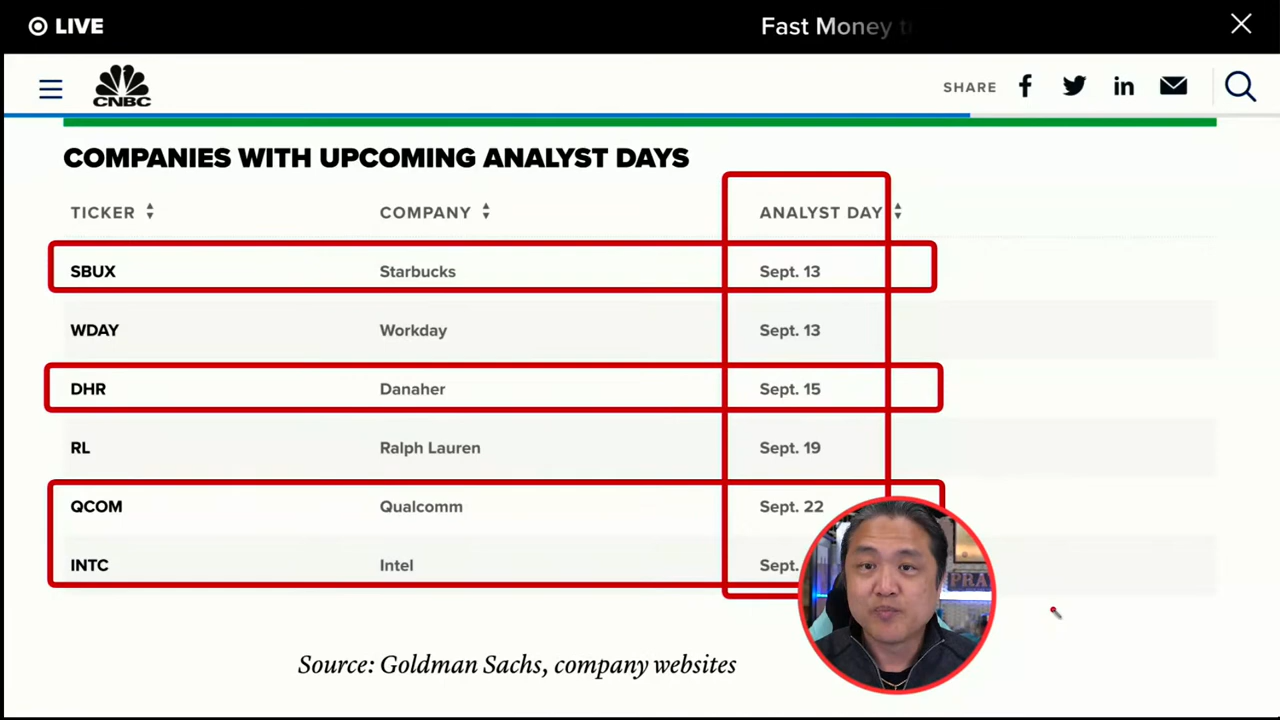 LIVE
Fast Money
CNBC
SHARE
COMPANIES WITH UPCOMING ANALYST DAYS
TICKER COMPANY ANALYST DAY
SBUX Starbucks Sept. 13
WDAY Workday Sept. 13
DHR Danaher Sept. 15
RL Ralph Lauren Sept. 19
QCOM Qualcomm Sept. 22
INTC Intel Sept.
PRA
Source: Goldman Sachs, company websites